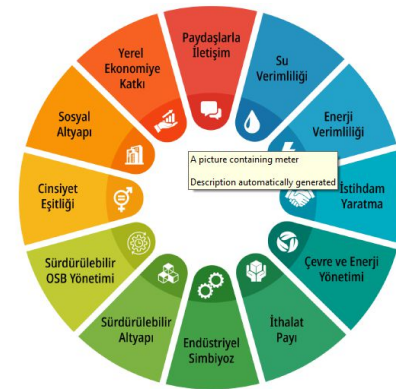 Paydaşlarla
İletişim
Su
Verimliliği
Enerji
Verimliliği
İstihdam
Yaratma
Çevre ve Enerji
Yönetimi
İthalat
Payı
Endüstriyel
Simbiyoz
Sürdürülebilir
Altyapı
Sürdürülebilir
OSB Yönetimi
Cinsiyet
Eşitliği
Sosyal
Altyapı
Yerel
Ekonomiye
Katkı
A picture containing meter
Description automatically generated